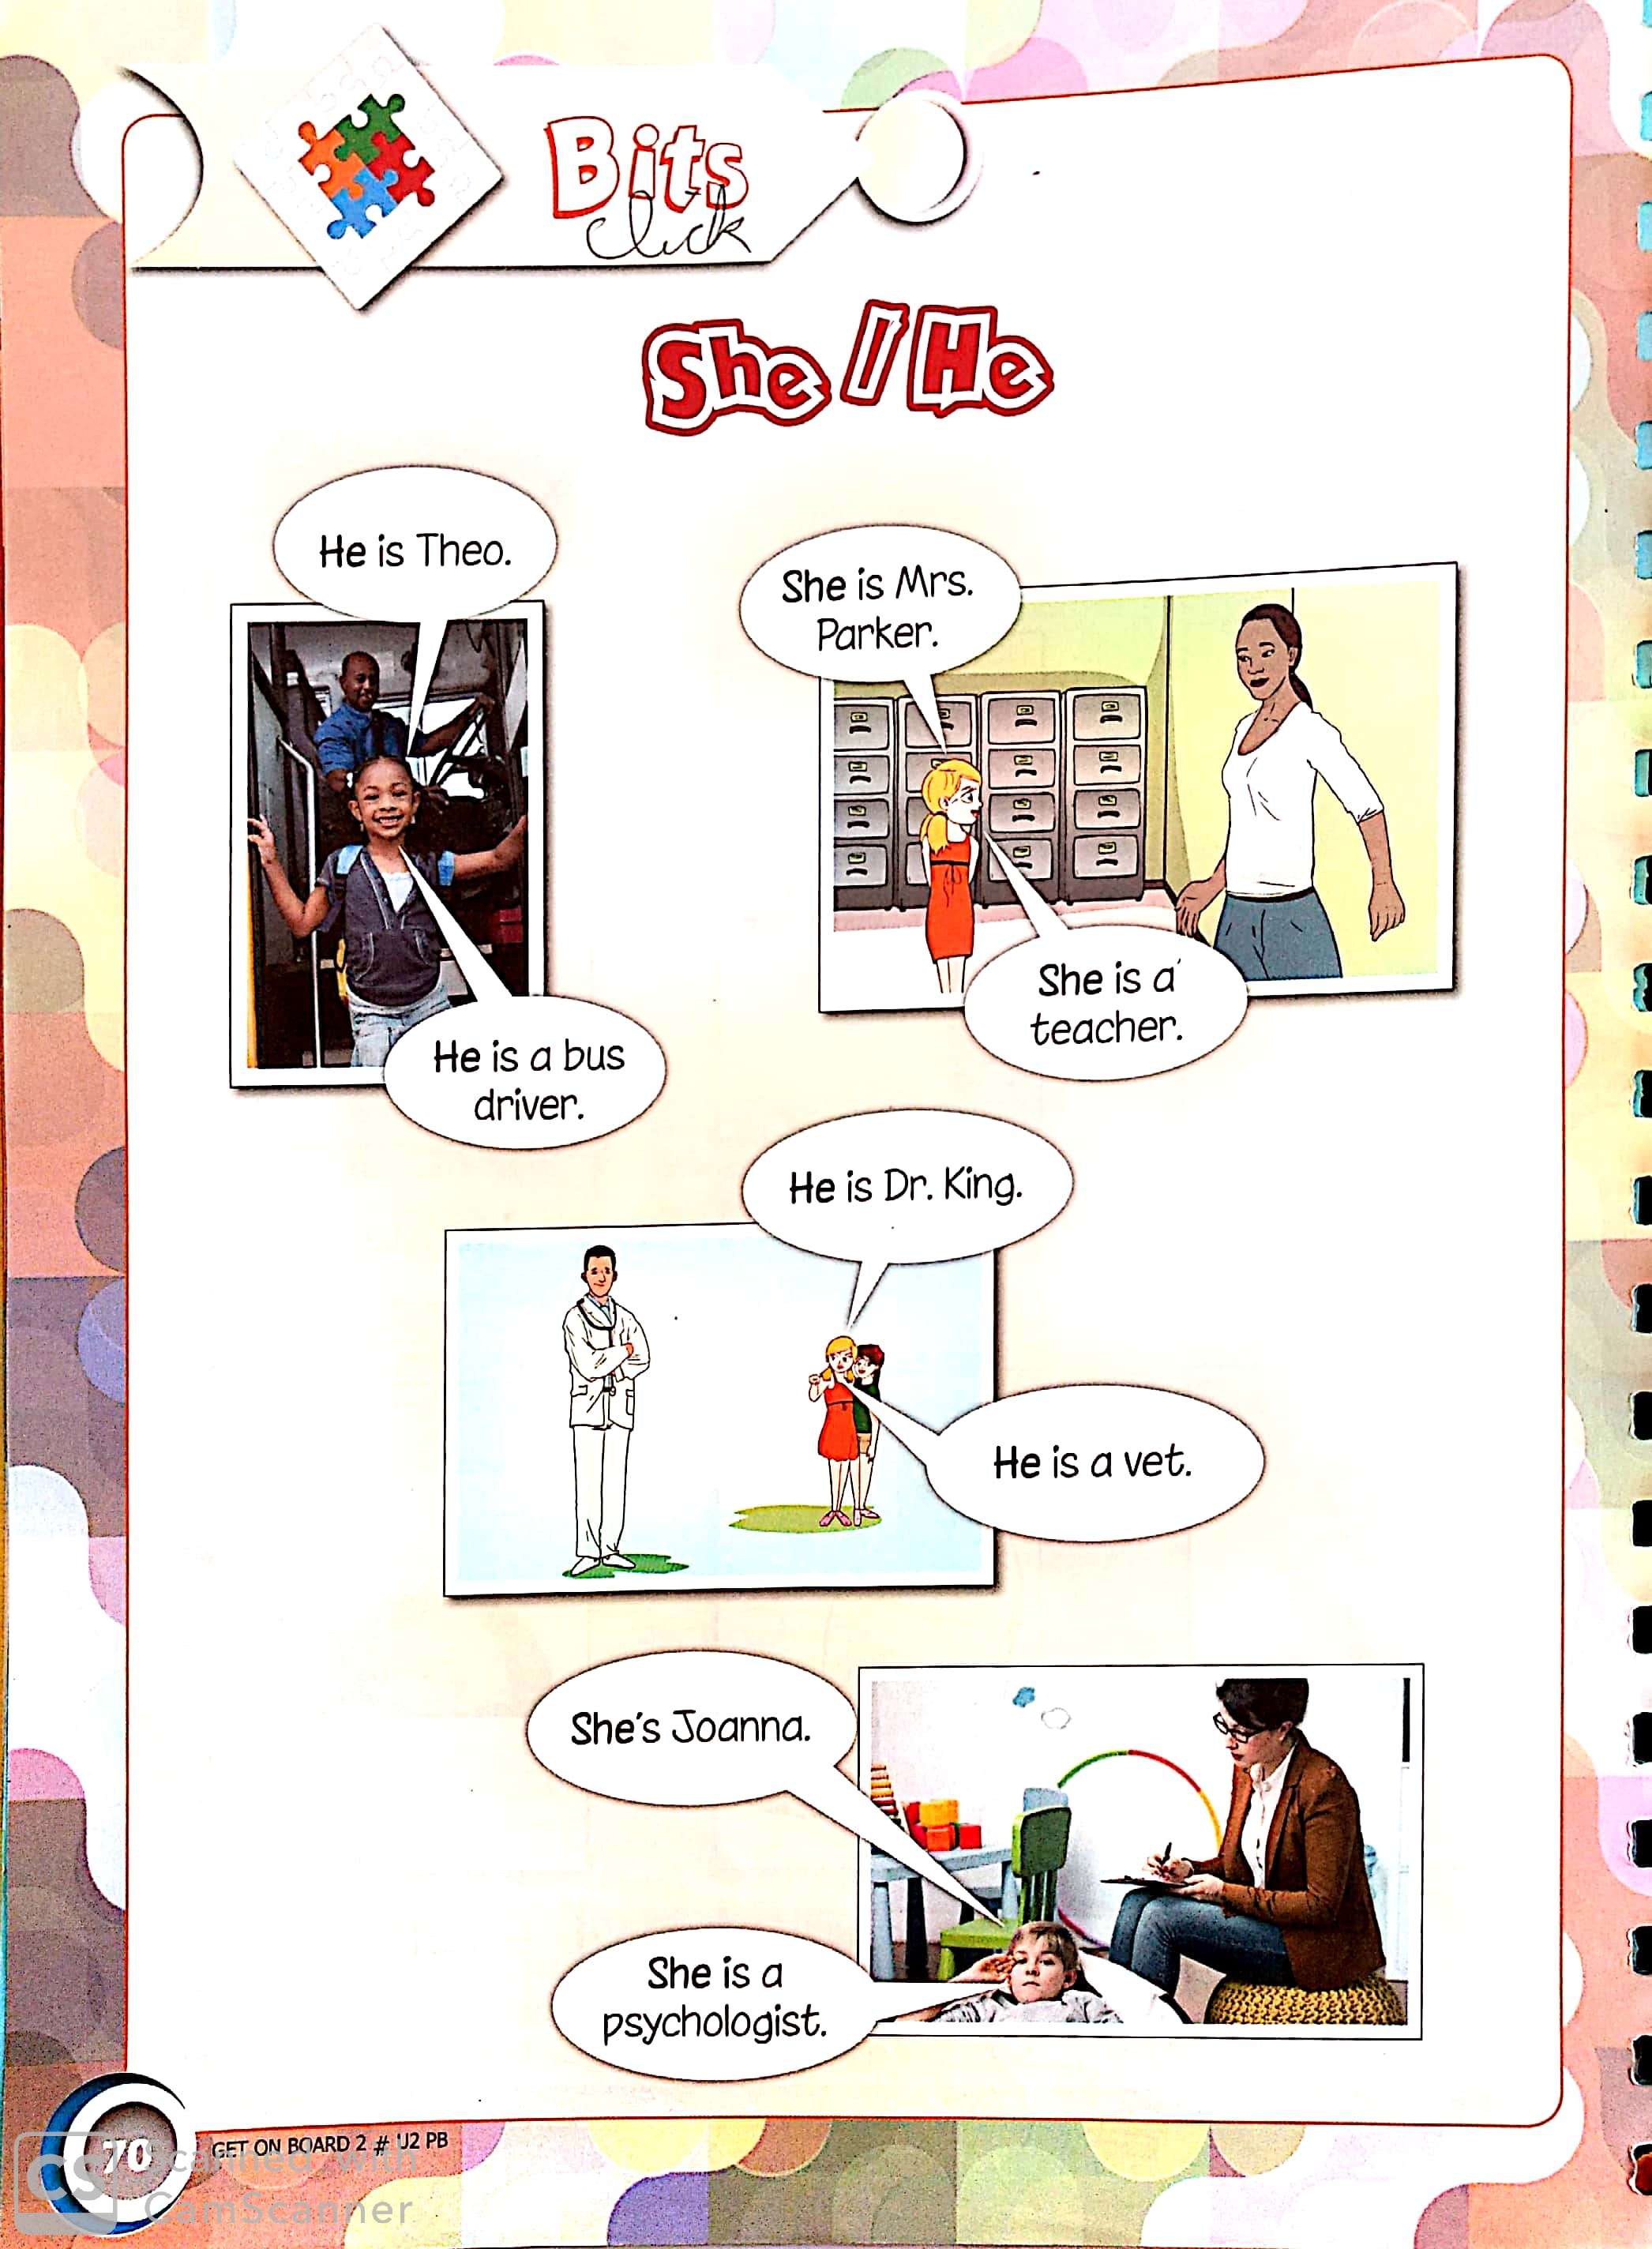 Bits
click
She / He
He is Theo.
He is a bus
driver.
She is Mrs.
Parker.
She is a
teacher.
He is Dr. King.
He is a vet.
She's Joanna.
She is a
psychologist.
70
GET ON BOARD 2 # U2 PB
CS
Scanned with
CamScanner